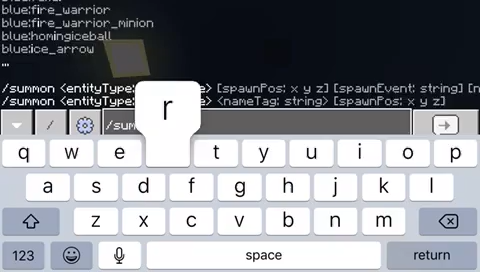 blue:fire_warrior
blue:fire_warrior_minion
blue:homingiceball
blue:ice_arrow
...
/summon <entityType: > [spawnPos: x y z] [spawnEvent: string] [n
/summon <entityType: > <nameTag: string> [spawnPos: x y z]
/ /sum
r
q w e t y u i o p
a s d f g h j k l
z x c v b n m
123 space return